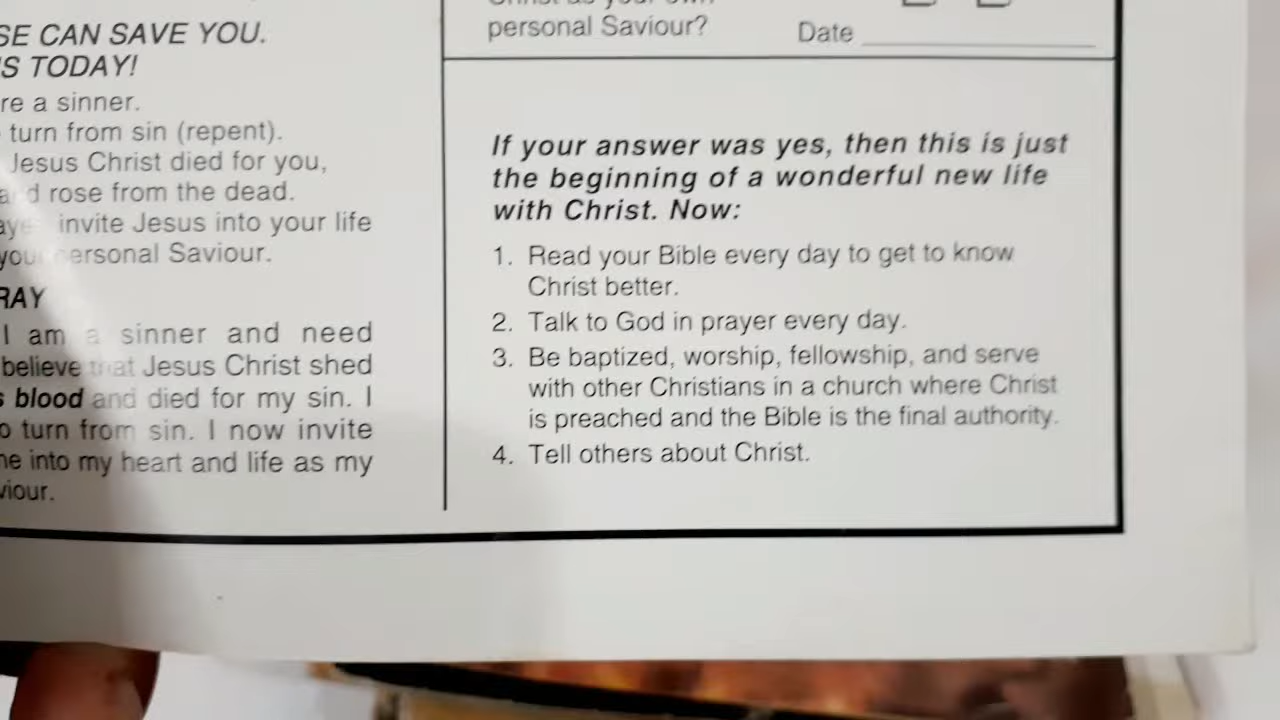 SE CAN SAVE YOU.
S TODAY!
re a sinner.
turn from sin (repent).
Jesus Christ died for you,
rose from the dead.
invite Jesus into your life
personal Saviour.
RAY
I am a sinner and need
believe that Jesus Christ shed
blood and died for my sin. I
o turn from sin. I now invite
into my heart and life as my
viour.
personal Saviour?
Date
If your answer was yes, then this is just
the beginning of a wonderful new life
with Christ. Now:
1. Read your Bible every day to get to know
Christ better.
2. Talk to God in prayer every day.
3. Be baptized, worship, fellowship, and serve
with other Christians in a church where Christ
is preached and the Bible is the final authority.
4. Tell others about Christ.